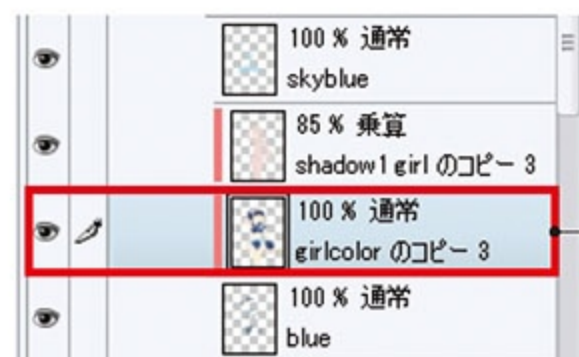 100 % 通常
skyblue
85 % 乗算
shadow1 girl のコピー 3
100 % 通常
girlcolor のコピー 3
100 % 通常
blue